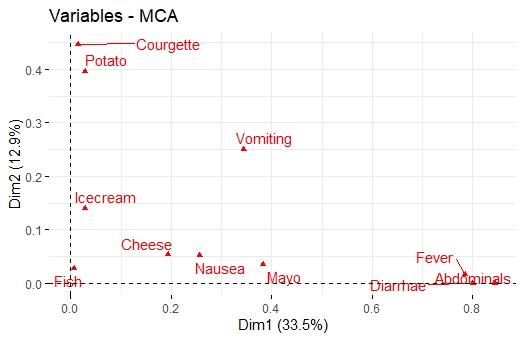 Variables - MCA
Courgette
Potato
0.4
0.3
Vomiting
Dim2 (12.9%)
0.2
Icecream
0.1
Cheese
Nausea
Mayo
Fever
Fish
Diarrhae
Abdominals
0.0
0.0 0.2 0.4 0.6 0.8
Dim1 (33.5%)